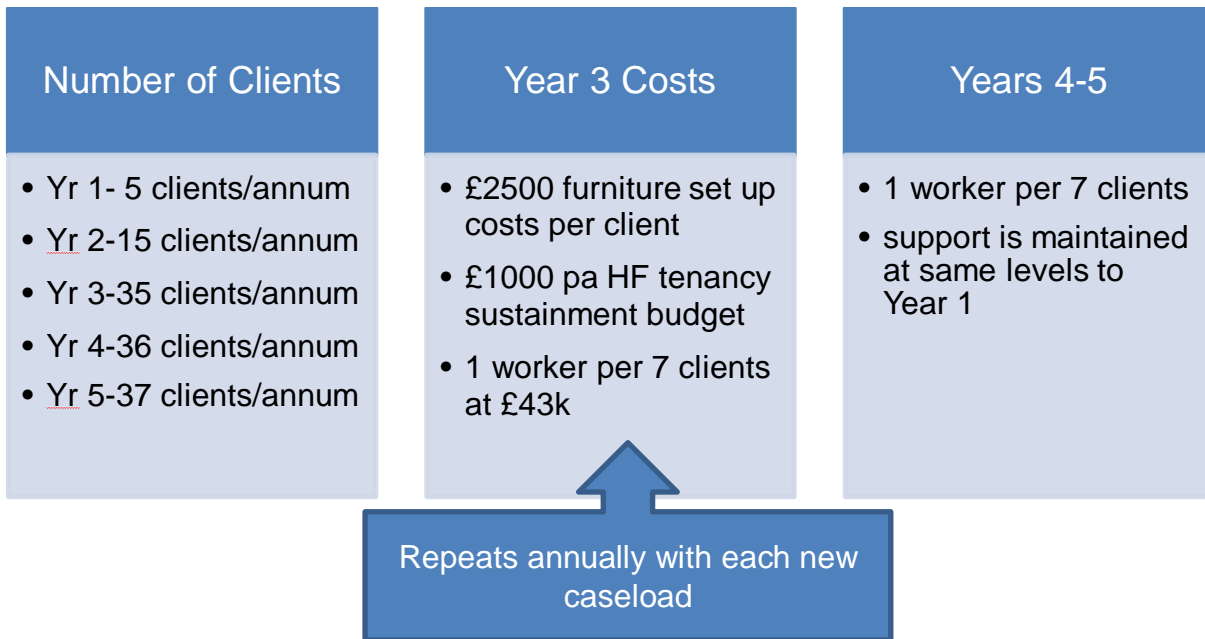 Number of Clients
• Yr 1- 5 clients/annum
• Yr 2-15 clients/annum
• Yr 3-35 clients/annum
• Yr 4-36 clients/annum
• Yr 5-37 clients/annum
Year 3 Costs
• £2500 furniture set up
costs per client
• £1000 pa HF tenancy
sustainment budget
• 1 worker per 7 clients
at £43k
Years 4-5
• 1 worker per 7 clients
• support is maintained
at same levels to
Year 1
Repeats annually with each new
caseload